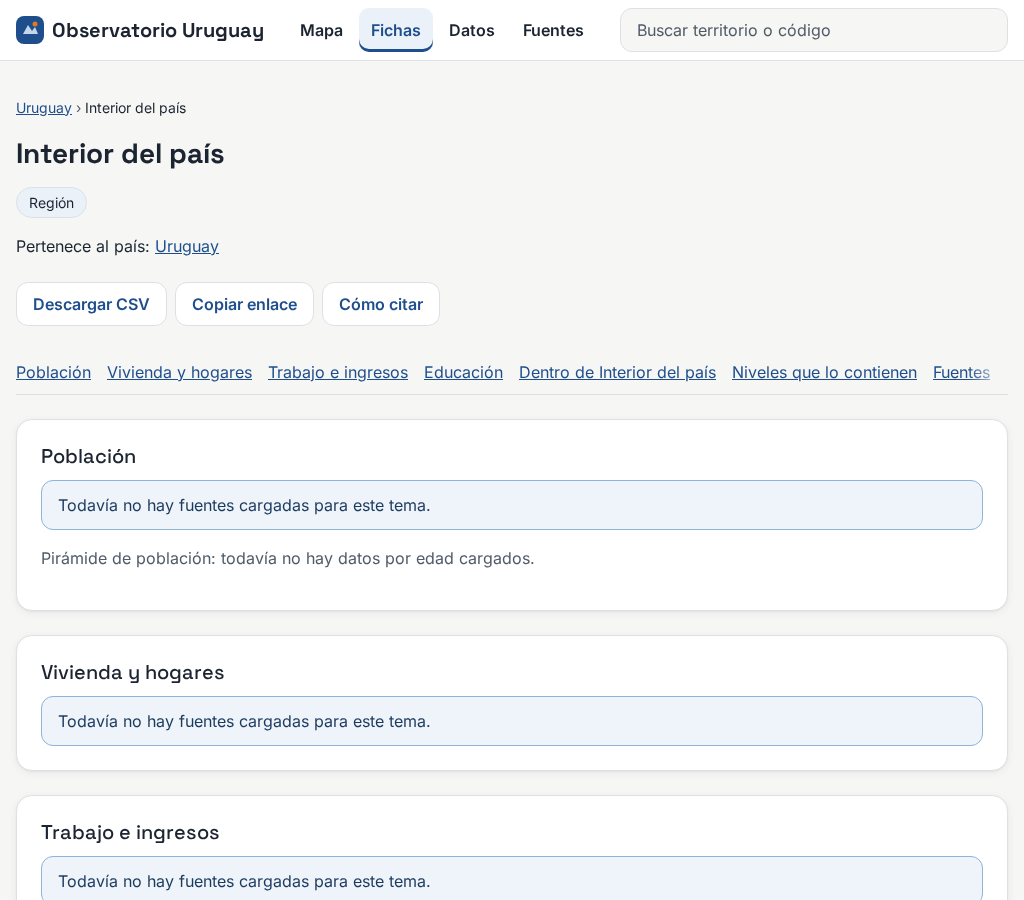 Observatorio Uruguay
Mapa
Fichas
Datos
Fuentes
Buscar territorio o código
Uruguay › Interior del país
Interior del país
Región
Pertenece al país: Uruguay
Descargar CSV
Copiar enlace
Cómo citar
Población
Vivienda y hogares
Trabajo e ingresos
Educación
Dentro de Interior del país
Niveles que lo contienen
Fuentes
Población
Todavía no hay fuentes cargadas para este tema.
Pirámide de población: todavía no hay datos por edad cargados.
Vivienda y hogares
Todavía no hay fuentes cargadas para este tema.
Trabajo e ingresos
Todavía no hay fuentes cargadas para este tema.